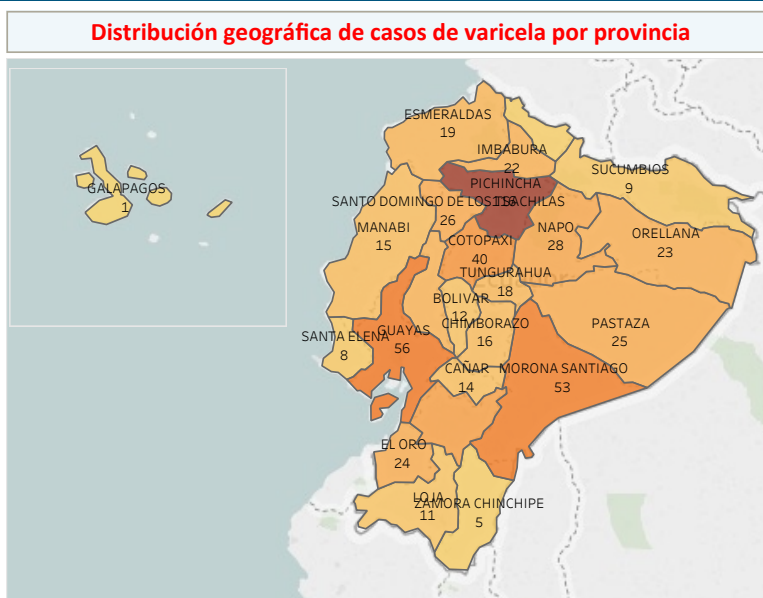 Distribución geográfica de casos de varicela por provincia
ESMERALDAS
19
IMBABURA
22
SUCUMBIOS
9
GALAPAGOS
1
PICHINCHA
SANTO DOMINGO DE LOS TSACHILAS
26
MANABI
15
NAPO
28
ORELLANA
23
COTOPAXI
40
TUNGURAHUA
18
BOLIVAR
12
CHIMBORAZO
16
GUAYAS
56
SANTA ELENA
8
PASTAZA
25
CAÑAR
14
MORONA SANTIAGO
53
EL ORO
24
LOJA
11
ZAMORA CHINCHIPE
5